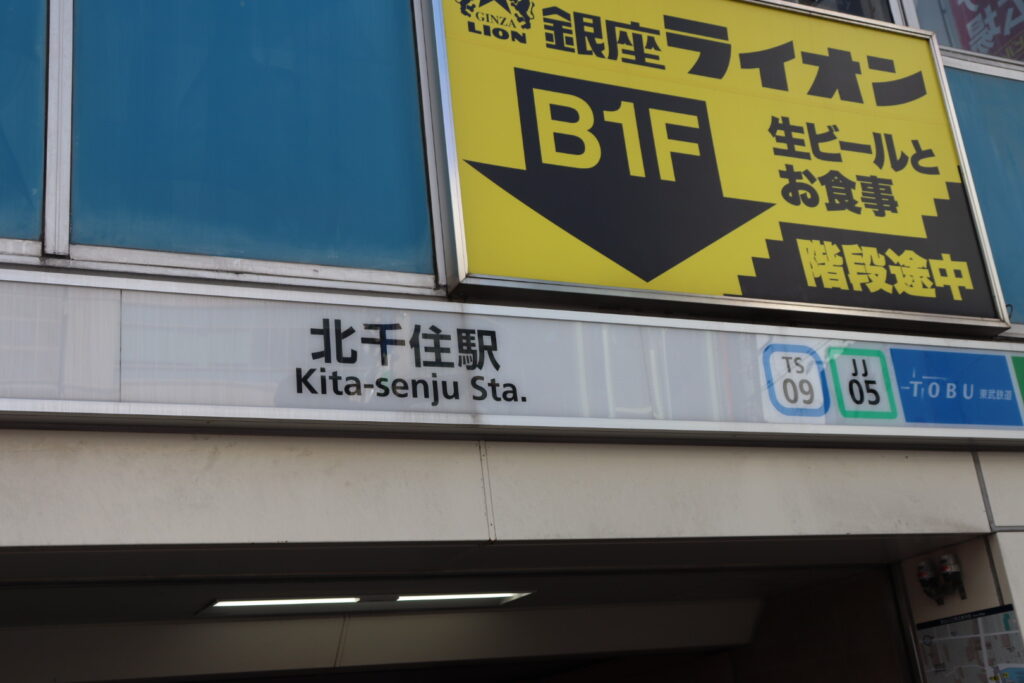 GINZA
LION
銀座ライオン
B1F
生ビールと
お食事
階段途中
北千住駅
Kita-senju Sta.
TS
09
JJ
05
TOBU 東武鉄道